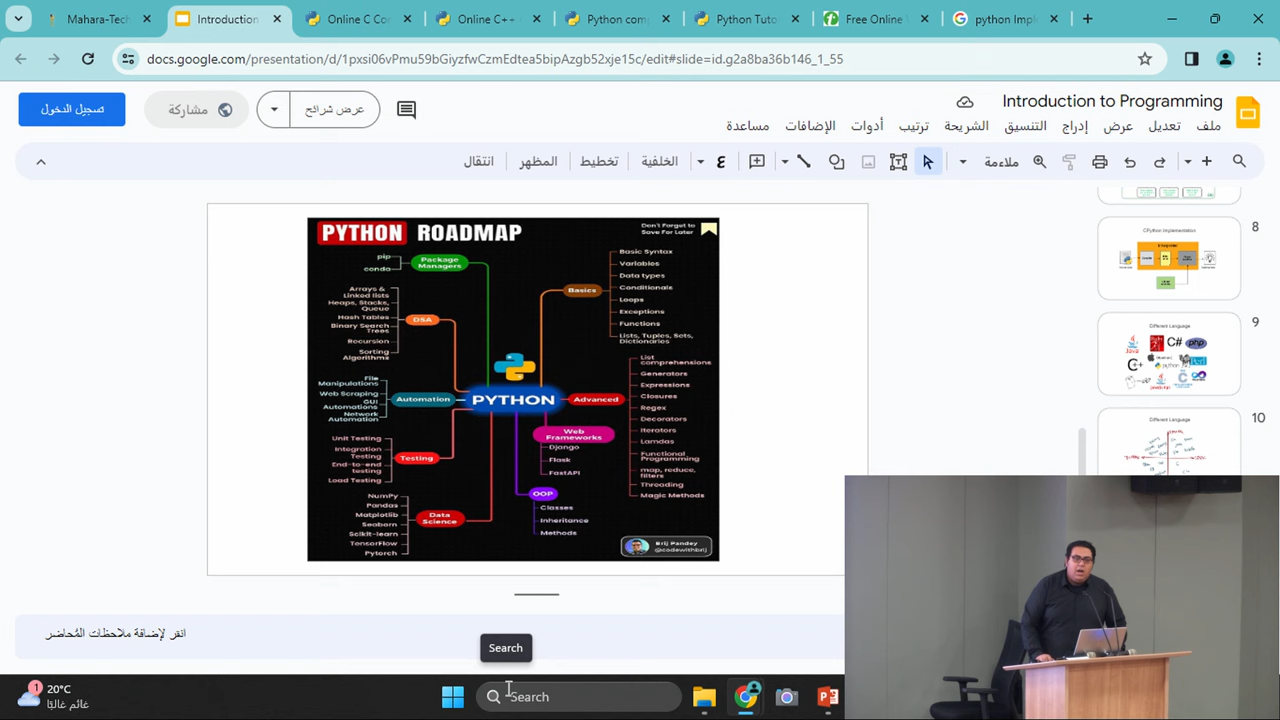 Mahara-Tech
Introduction
Online C Con
Online C++
Python com
Python Tuto
Free Online
python Impl
docs.google.com/presentation/d/1pxsi06vPmu59bGiyzfwCzmEdtea5bipAzgb52xje15c/edit#slide=id.g2a8ba36b146_1_55
تسجيل الدخول
مشاركة
عرض شرائح
Introduction to Programming
ملف تعديل عرض إدراج التنسيق الشريحة ترتيب أدوات الإضافات مساعدة
ملاءمة
ع
الخلفية
تخطيط
المظهر
انتقال
PYTHON ROADMAP
Don't Forget to
Save For Later
Package
Managers
pip
conda
DSA
Arrays &
Linked lists
Heaps, Stacks,
Queue
Hash Tables
Binary Search
Trees
Recursion
Sorting
Algorithms
Automation
File
Manipulations
Web Scraping
GUI
Automations
Network
Automation
Testing
Unit Testing
Integration
Testing
End-to-end
testing
Load Testing
Data
Science
NumPy
Pandas
Matplotlib
Seaborn
Scikit-learn
TensorFlow
Pytorch
PYTHON
Basics
Basic Syntax
Variables
Data types
Conditionals
Loops
Exceptions
Functions
Lists, Tuples, Sets,
Dictionaries
Advanced
List
comprehensions
Generators
Expressions
Closures
Regex
Decorators
Iterators
Lamdas
Functional
Programming
map, reduce,
filters
Threading
Magic Methods
Web
Frameworks
Django
Flask
FastAPI
OOP
Classes
Inheritance
Methods
Brij Pandey
@codewithbrij
8
CPython Implementation
9
Different Language
C#
php
10
Different Language
انقر لإضافة ملاحظات المُحاضر
Search
1
20°C
غائم غالبًا
Search